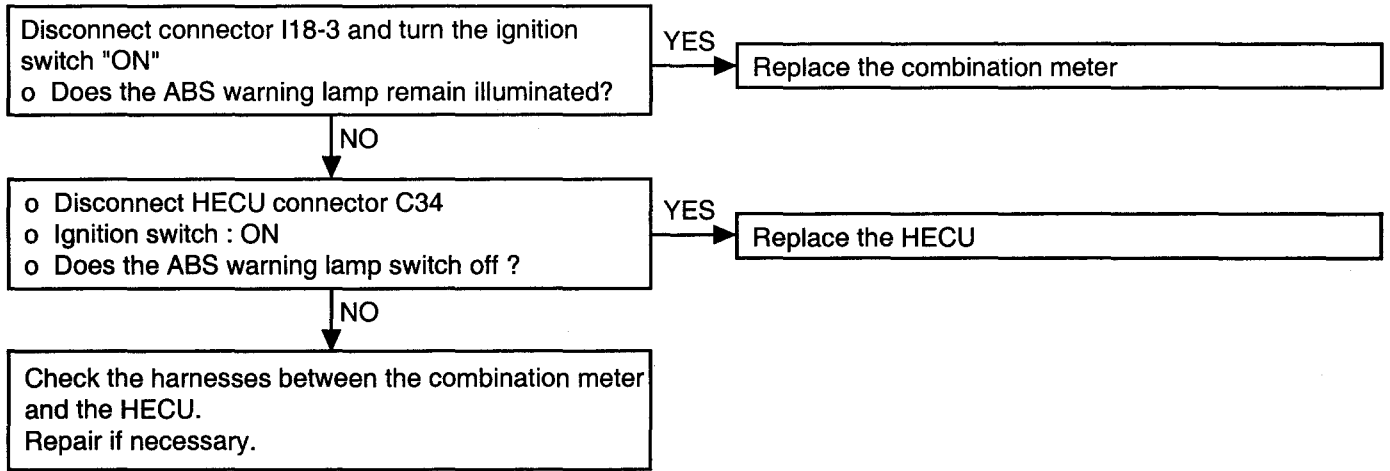 Disconnect connector I18-3 and turn the ignition
switch "ON"
o Does the ABS warning lamp remain illuminated?
YES
Replace the combination meter
NO
o Disconnect HECU connector C34
o Ignition switch : ON
o Does the ABS warning lamp switch off ?
YES
Replace the HECU
NO
Check the harnesses between the combination meter
and the HECU.
Repair if necessary.